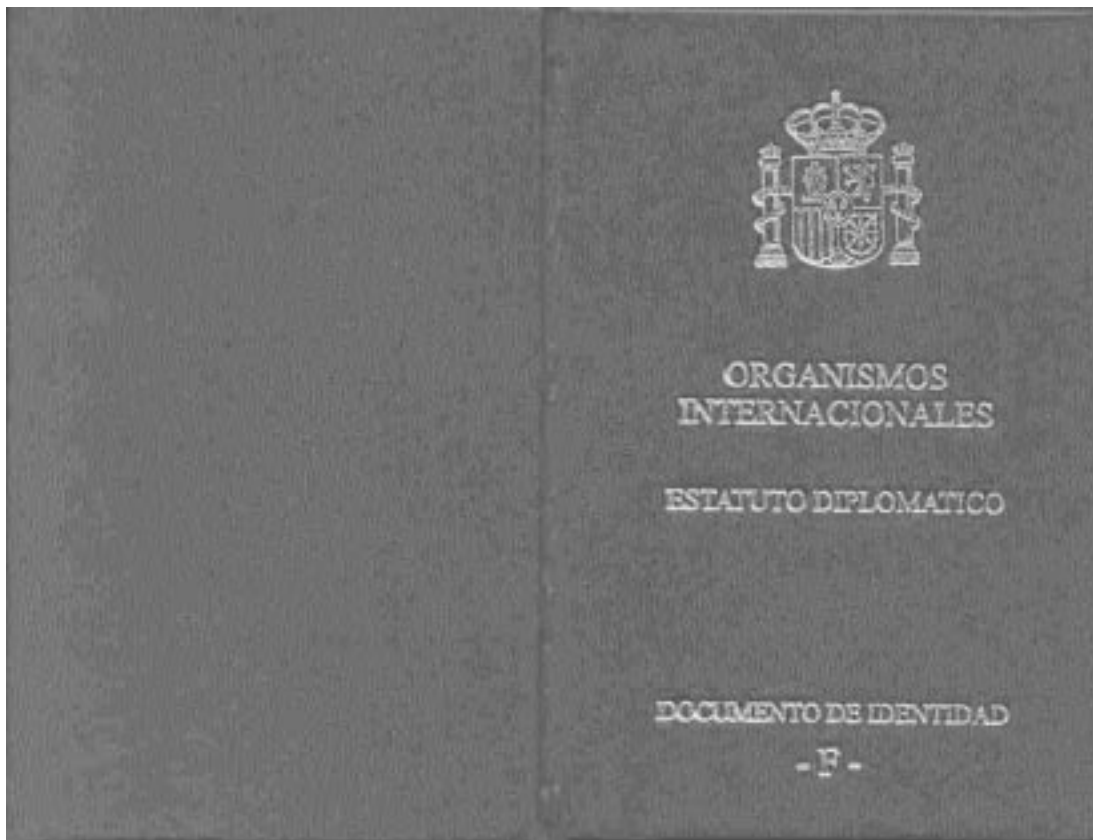 ORGANISMOS
INTERNACIONALES
ESTATUTO DIPLOMATICO
DOCUMENTO DE IDENTIDAD
- F -